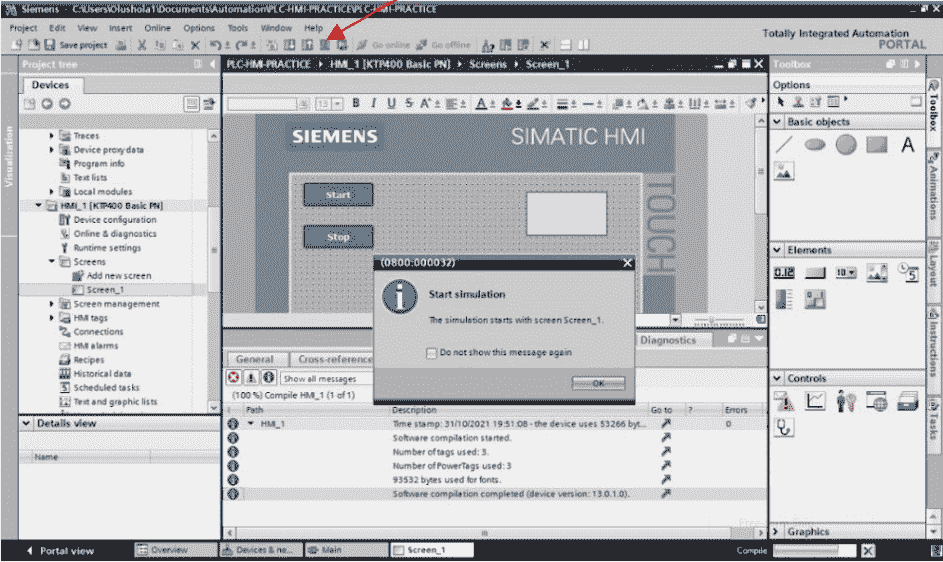 Siemens - C:\Users\Olushola1\Documents\Automation\PLC-HMI-PRACTICE\PLC-HMI-PRACTICE
Project Edit View Insert Online Options Tools Window Help
Totally Integrated Automation
PORTAL
Save project
Go online
Go offline
Project tree
PLC-HMI-PRACTICE HMI_1 [KTP400 Basic PN] Screens Screen_1
Toolbox
Devices
Options
Visualization
Toolbox
Animations
Layout
Instructions
Tasks
13
B I U S A
A
Basic objects
A
SIEMENS
SIMATIC HMI
TOUCH
Traces
Device proxy data
Program info
Text lists
Local modules
HMI_1 [KTP400 Basic PN]
Device configuration
Online & diagnostics
Runtime settings
Screens
Add new screen
Screen_1
Screen management
HMI tags
Connections
HMI alarms
Recipes
Historical data
Scheduled tasks
Text and graphic lists
Start
Stop
Elements
0.12
10
5
(0800:000032)
Start simulation
The simulation starts with screen Screen_1.
Do not show this message again
OK
Diagnostics
General Cross-reference
Show all messages
(100 %) Compile HMI_1 (1 of 1)
Path Description Go to ? Errors
HMI_1 Time stamp: 31/10/2021 19:51:08 - the device uses 53266 byt... 0
Software compilation started.
Number of tags used: 3.
Number of PowerTags used: 3
93532 bytes used for fonts.
Software compilation completed (device version: 13.0.1.0).
Controls
Details view
Name
Graphics
Portal view
Overview
Devices & ne...
Main
Screen_1
Compile